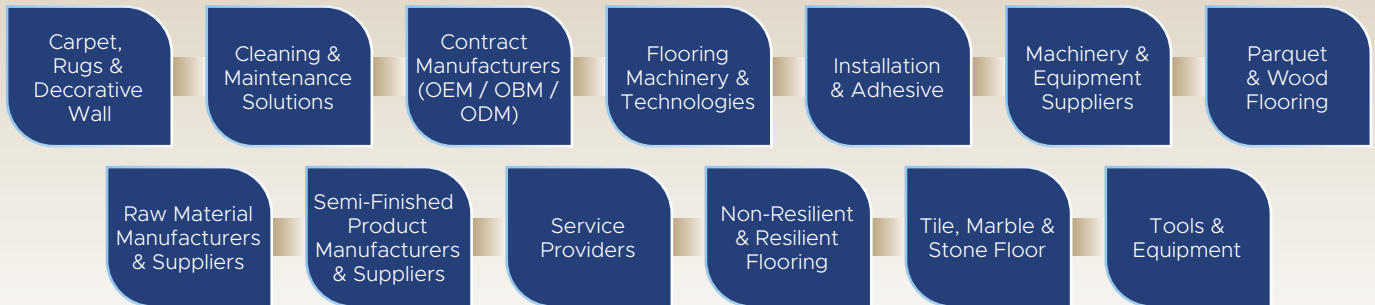 Carpet,
Rugs &
Decorative
Wall
Cleaning &
Maintenance
Solutions
Contract
Manufacturers
(OEM / OBM /
ODM)
Flooring
Machinery &
Technologies
Installation
& Adhesive
Machinery &
Equipment
Suppliers
Parquet
& Wood
Flooring
Raw Material
Manufacturers
& Suppliers
Semi-Finished
Product
Manufacturers
& Suppliers
Service
Providers
Non-Resilient
& Resilient
Flooring
Tile, Marble &
Stone Floor
Tools &
Equipment